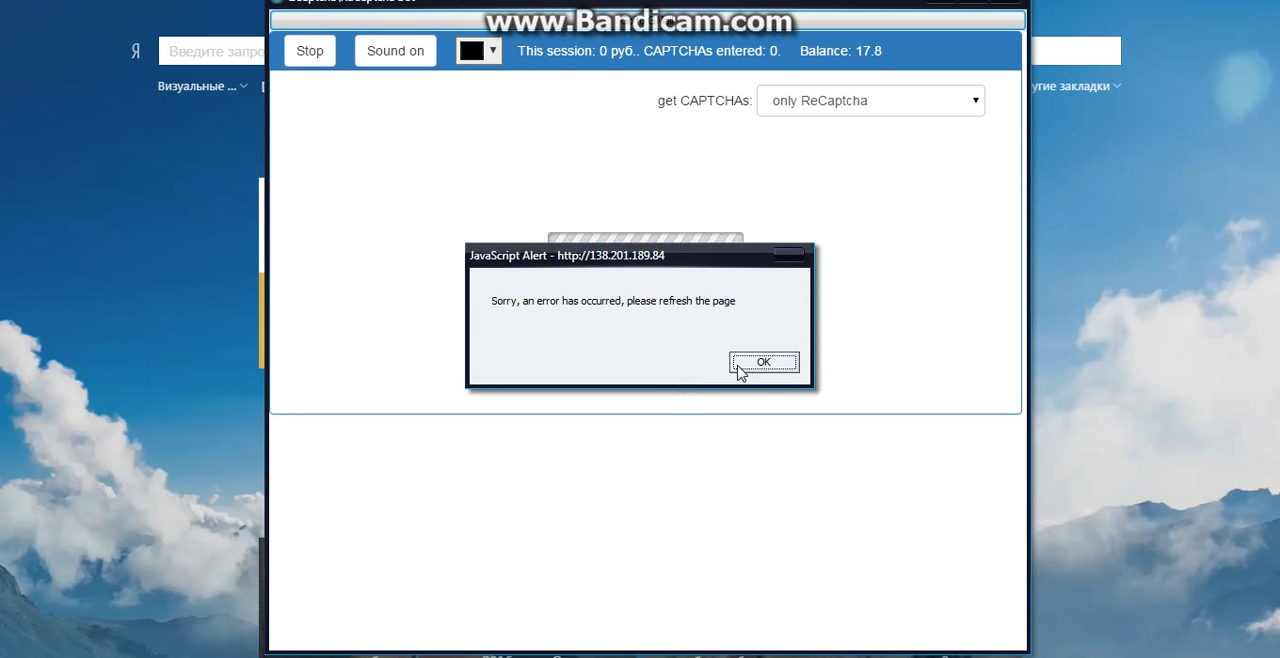 www.Bandicam.com
Я
Введите запро
Stop
Sound on
This session: 0 руб.. CAPTCHAs entered: 0.
Balance: 17.8
Визуальные ...
угие закладки
get CAPTCHAs:
only ReCaptcha
JavaScript Alert - http://138.201.189.84
Sorry, an error has occurred, please refresh the page
OK